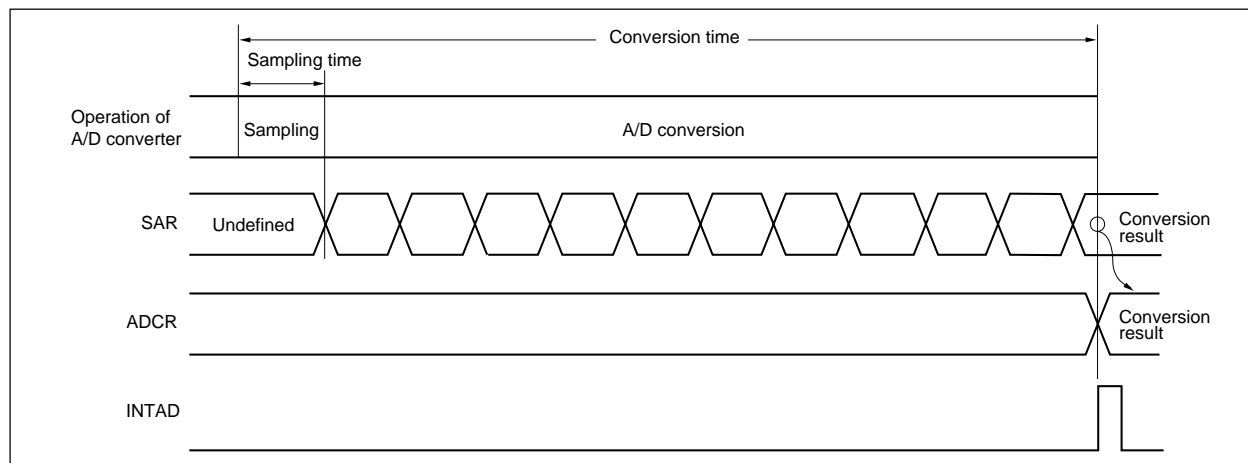 Conversion time
Sampling time
Operation of
A/D converter
Sampling
A/D conversion
SAR
Undefined
Conversion
result
ADCR
Conversion
result
INTAD